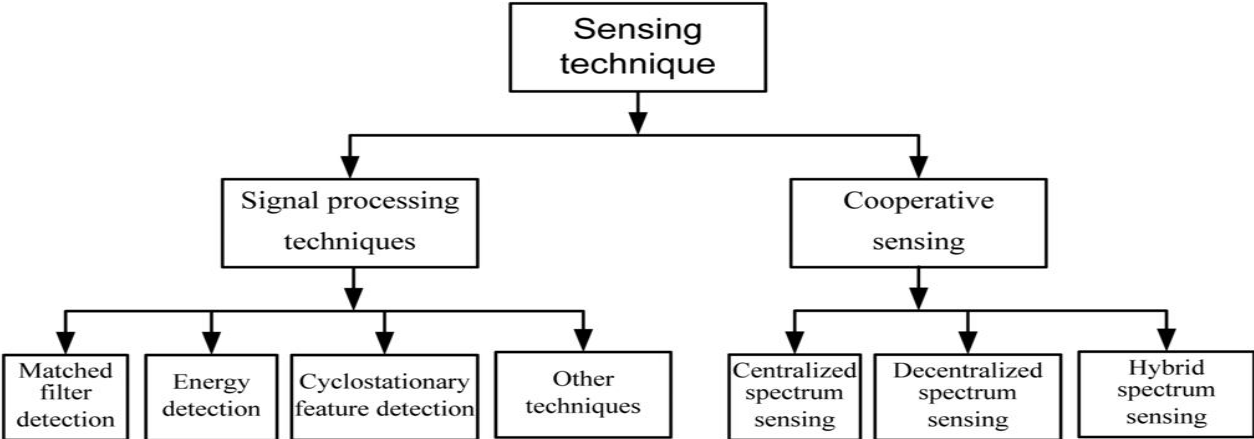 Sensing
technique
Signal processing
techniques
Cooperative
sensing
Matched
filter
detection
Energy
detection
Cyclostationary
feature detection
Other
techniques
Centralized
spectrum
sensing
Decentralized
spectrum
sensing
Hybrid
spectrum
sensing